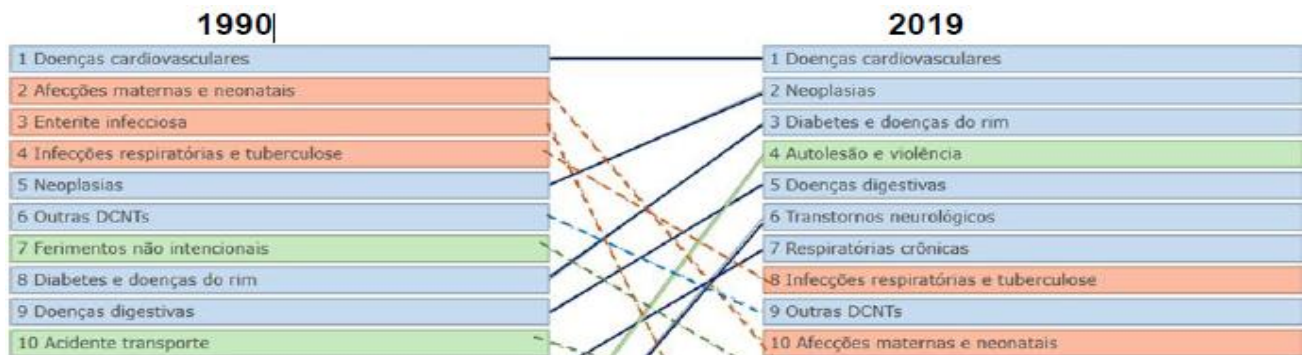 1990
2019
1 Doenças cardiovasculares
2 Afecções maternas e neonatais
3 Enterite infecciosa
4 Infecções respiratórias e tuberculose
5 Neoplasias
6 Outras DCNTs
7 Ferimentos não intencionais
8 Diabetes e doenças do rim
9 Doenças digestivas
10 Acidente transporte
1 Doenças cardiovasculares
2 Neoplasias
3 Diabetes e doenças do rim
4 Autolesão e violência
5 Doenças digestivas
6 Transtornos neurológicos
7 Respiratórias crônicas
8 Infecções respiratórias e tuberculose
9 Outras DCNTs
10 Afecções maternas e neonatais